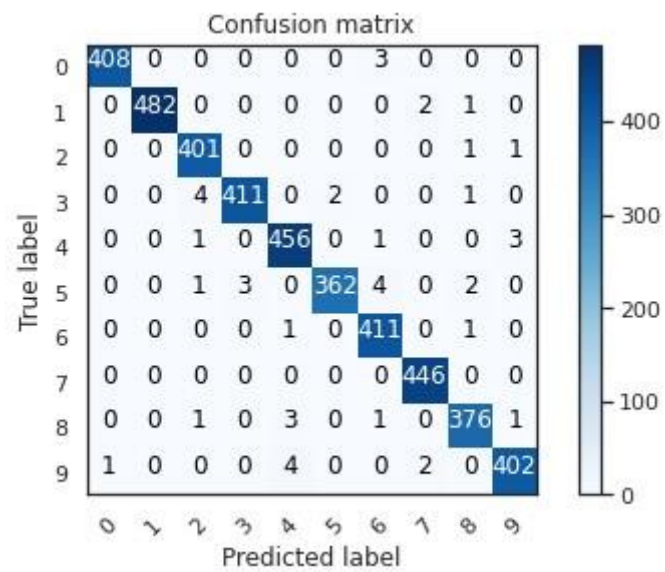 Confusion matrix
0 408 0 0 0 0 0 3 0 0 0
1 0 482 0 0 0 0 0 2 1 0
2 0 0 401 0 0 0 0 0 1 1
3 0 0 4 411 0 2 0 0 1 0
4 0 0 1 0 456 0 1 0 0 3
5 0 0 1 3 0 362 4 0 2 0
6 0 0 0 0 1 0 411 0 1 0
7 0 0 0 0 0 0 0 446 0 0
8 0 0 1 0 3 0 1 0 376 1
9 1 0 0 0 4 0 0 2 0 402
0 1 2 3 4 5 6 7 8 9
Predicted label
True label
400
300
200
100
0